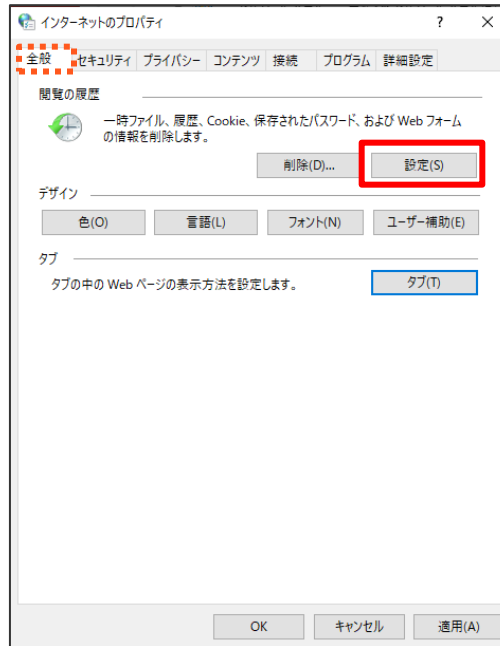 インターネットのプロパティ ? ×
全般 セキュリティ プライバシー コンテンツ 接続 プログラム 詳細設定
閲覧の履歴
一時ファイル、履歴、Cookie、保存されたパスワード、および Web フォーム
の情報を削除します。
削除(D)... 設定(S)
デザイン
色(O) 言語(L) フォント(N) ユーザー補助(E)
タブ
タブの中の Web ページの表示方法を設定します。 タブ(T)
OK キャンセル 適用(A)